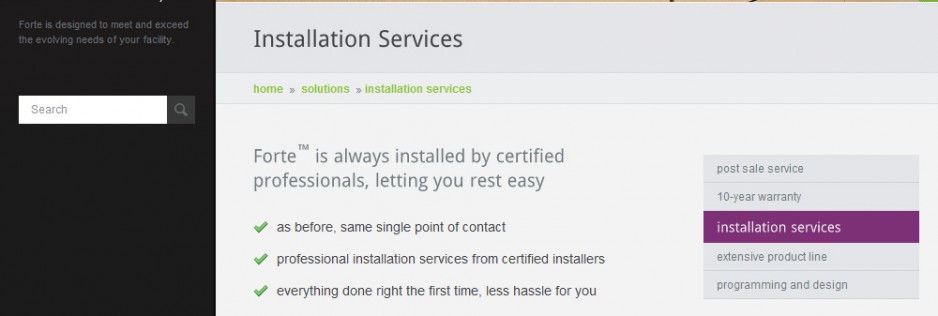 Forte is designed to meet and exceed
the evolving needs of your facility.
Search
Installation Services
home » solutions » installation services
Forte™ is always installed by certified
professionals, letting you rest easy
as before, same single point of contact
professional installation services from certified installers
everything done right the first time, less hassle for you
post sale service
10-year warranty
installation services
extensive product line
programming and design